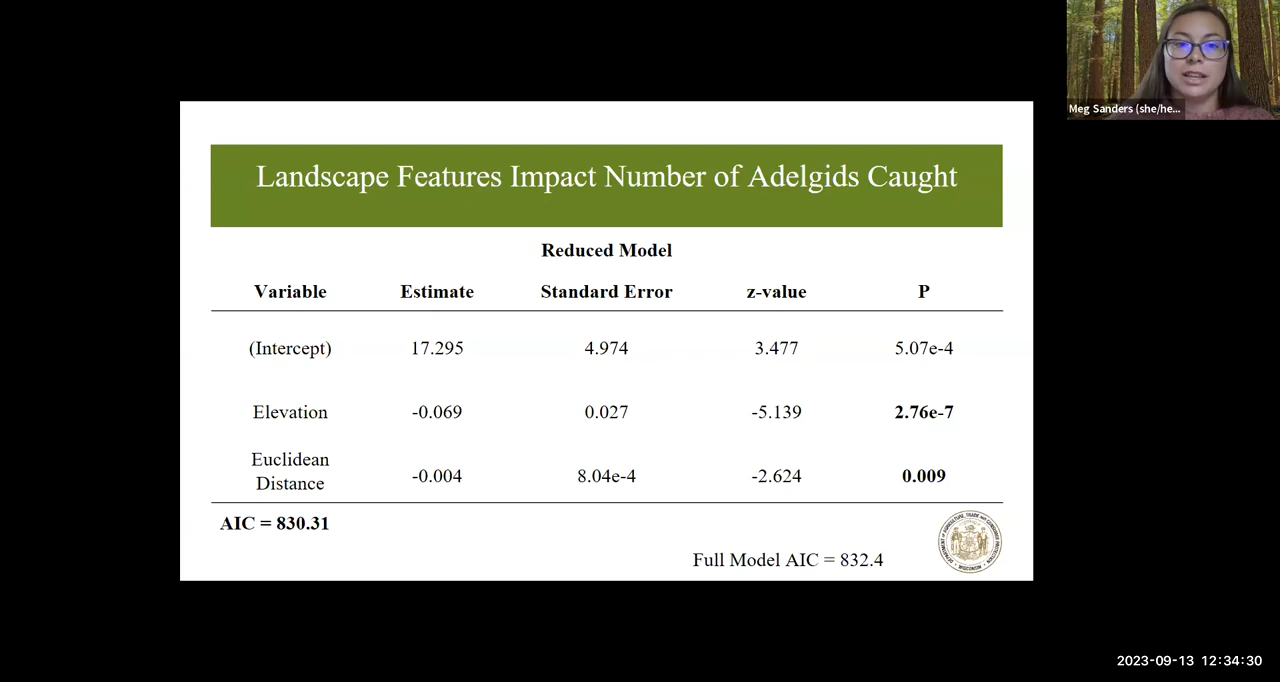 Meg Sanders (she/he...
Landscape Features Impact Number of Adelgids Caught
Reduced Model
Variable Estimate Standard Error z-value P
(Intercept) 17.295 4.974 3.477 5.07e-4
Elevation -0.069 0.027 -5.139 2.76e-7
Euclidean
Distance -0.004 8.04e-4 -2.624 0.009
AIC = 830.31
Full Model AIC = 832.4
2023-09-13 12:34:30